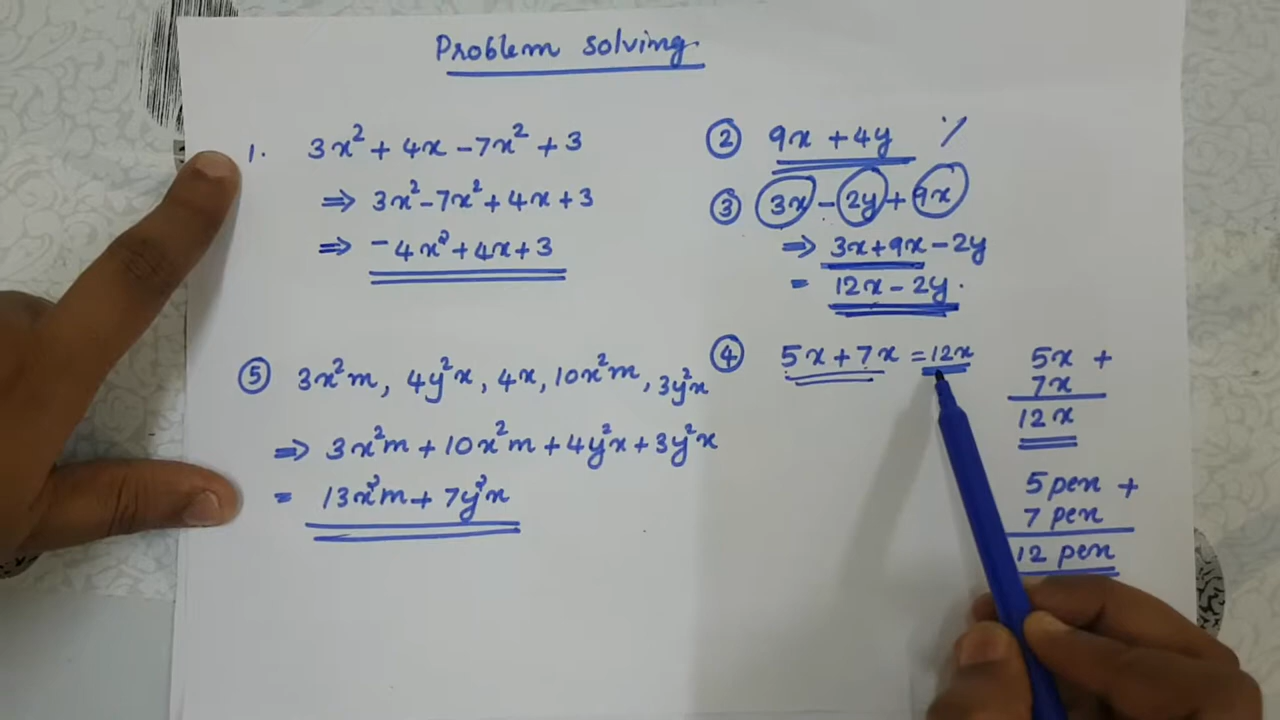 Problem solving.
1. 3x² + 4x - 7x² + 3
⇒ 3x² - 7x² + 4x + 3
⇒ -4x² + 4x + 3
② 9x + 4y
③ 3x - 2y + 9x
⇒ 3x + 9x - 2y
= 12x - 2y.
④ 5x + 7x = 12x
5x +
7x
12x
5 pen +
7 pen
12 pen
⑤ 3x²m, 4y²x, 4x, 10x²m, 3y²x
⇒ 3x²m + 10x²m + 4y²x + 3y²x
= 13x²m + 7y²x